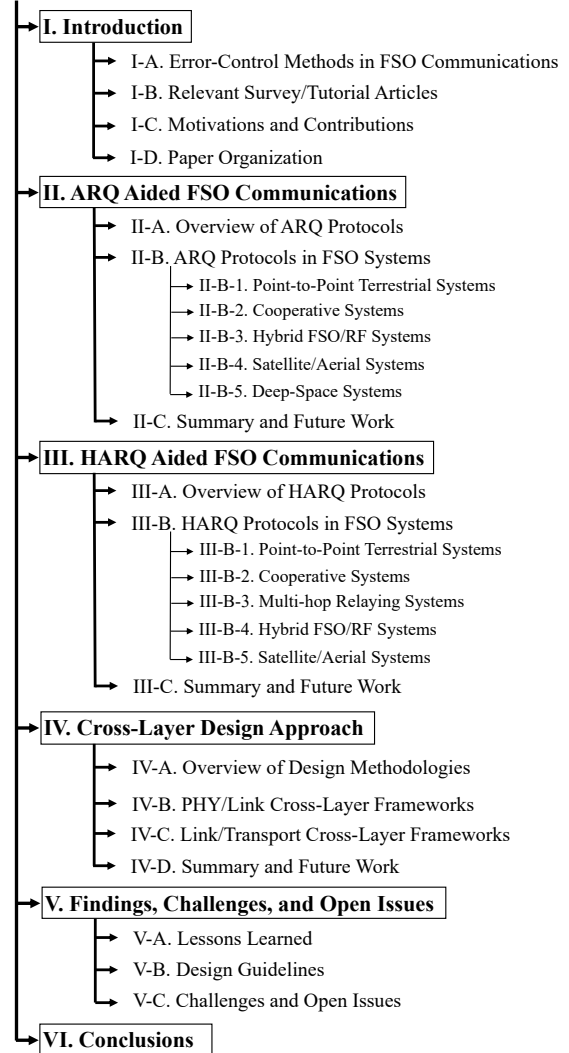 I. Introduction
I-A. Error-Control Methods in FSO Communications
I-B. Relevant Survey/Tutorial Articles
I-C. Motivations and Contributions
I-D. Paper Organization
II. ARQ Aided FSO Communications
II-A. Overview of ARQ Protocols
II-B. ARQ Protocols in FSO Systems
II-B-1. Point-to-Point Terrestrial Systems
II-B-2. Cooperative Systems
II-B-3. Hybrid FSO/RF Systems
II-B-4. Satellite/Aerial Systems
II-B-5. Deep-Space Systems
II-C. Summary and Future Work
III. HARQ Aided FSO Communications
III-A. Overview of HARQ Protocols
III-B. HARQ Protocols in FSO Systems
III-B-1. Point-to-Point Terrestrial Systems
III-B-2. Cooperative Systems
III-B-3. Multi-hop Relaying Systems
III-B-4. Hybrid FSO/RF Systems
III-B-5. Satellite/Aerial Systems
III-C. Summary and Future Work
IV. Cross-Layer Design Approach
IV-A. Overview of Design Methodologies
IV-B. PHY/Link Cross-Layer Frameworks
IV-C. Link/Transport Cross-Layer Frameworks
IV-D. Summary and Future Work
V. Findings, Challenges, and Open Issues
V-A. Lessons Learned
V-B. Design Guidelines
V-C. Challenges and Open Issues
VI. Conclusions